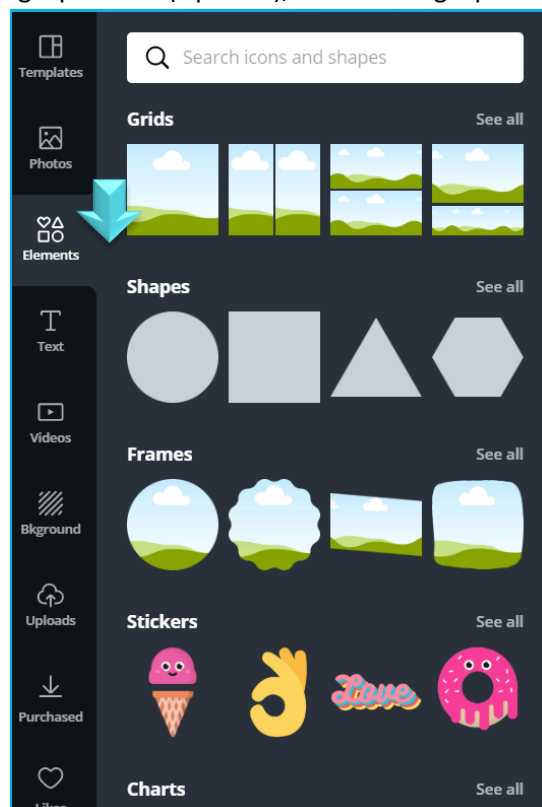 Templates
Photos
Elements
Text
Videos
Bkground
Uploads
Purchased
Search icons and shapes
Grids See all
Shapes See all
Frames See all
Stickers See all
Love
Charts See all